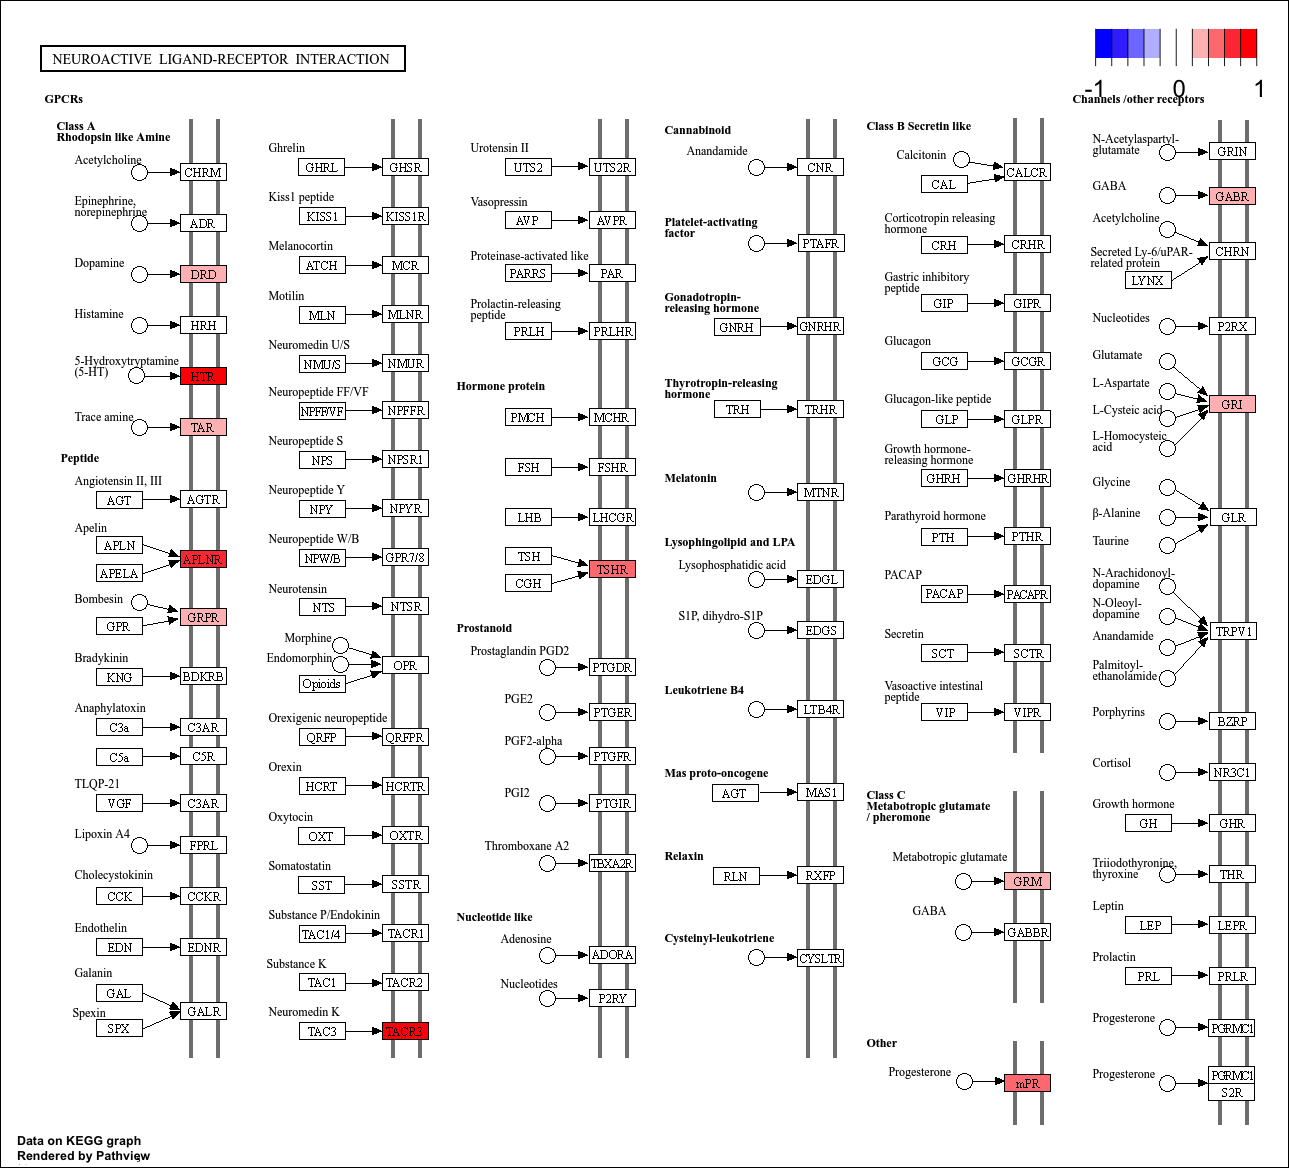 NEUROACTIVE LIGAND-RECEPTOR INTERACTION
-1 0 1
GPCRs
Class A
Rhodopsin like Amine
Acetylcholine
CHRM
Epinephrine,
norepinephrine
ADR
Dopamine
DRD
Histamine
HRH
5-Hydroxytryptamine
(5-HT)
HTR
Trace amine
TAR
Peptide
Angiotensin II, III
AGT AGTR
Apelin
APLN
APLNR
APELA
Bombesin
GRPR
GPR
Bradykinin
KNG BDKRB
Anaphylatoxin
C3a C3AR
C5a C5R
TLQP-21
VGF C3AR
Lipoxin A4
FPRL
Cholecystokinin
CCK CCKR
Endothelin
EDN EDNR
Galanin
GAL
GALR
Spexin
SPX
Ghrelin
GHRL GHSR
Kiss1 peptide
KISS1 KISS1R
Melanocortin
ATCH MCR
Motilin
MLN MLNR
Neuromedin U/S
NMU/S NMUR
Neuropeptide FF/VF
NPFF/VF NPFFR
Neuropeptide S
NPS NPSR1
Neuropeptide Y
NPY NPYR
Neuropeptide W/B
NPW/B GPR7/8
Neurotensin
NTS NTSR
Morphine
Endomorphin
OPR
Opioids
Orexigenic neuropeptide
QRFP QRFPR
Orexin
HCRT HCRTR
Oxytocin
OXT OXTR
Somatostatin
SST SSTR
Substance P/Endokinin
TAC1/4 TACR1
Substance K
TAC1 TACR2
Neuromedin K
TAC3 TACR3
Urotensin II
UTS2 UTS2R
Vasopressin
AVP AVPR
Proteinase-activated like
PARRS PAR
Prolactin-releasing
peptide
PRLH PRLHR
Hormone protein
PMCH MCHR
FSH FSHR
LHB LHCGR
TSH
TSHR
CGH
Prostanoid
Prostaglandin PGD2
PTGDR
PGE2
PTGER
PGF2-alpha
PTGFR
PGI2
PTGIR
Thromboxane A2
TBXA2R
Nucleotide like
Adenosine
ADORA
Nucleotides
P2RY
Cannabinoid
Anandamide
CNR
Platelet-activating
factor
PTAFR
Gonadotropin-
releasing hormone
GNRH GNRHR
Thyrotropin-releasing
hormone
TRH TRHR
Melatonin
MTNR
Lysophingolipid and LPA
Lysophosphatidic acid
EDGL
S1P, dihydro-S1P
EDGS
Leukotriene B4
LTB4R
Mas proto-oncogene
AGT MAS1
Relaxin
RLN RXFP
Cysteinyl-leukotriene
CYSLTR
Class B Secretin like
Calcitonin
CALCR
CAL
Corticotropin releasing
hormone
CRH CRHR
Gastric inhibitory
peptide
GIP GIPR
Glucagon
GCG GCGR
Glucagon-like peptide
GLP GLPR
Growth hormone-
releasing hormone
GHRH GHRHR
Parathyroid hormone
PTH PTHR
PACAP
PACAP PACAPR
Secretin
SCT SCTR
Vasoactive intestinal
peptide
VIP VIPR
Class C
Metabotropic glutamate
/ pheromone
Metabotropic glutamate
GRM
GABA
GABBR
Other
Progesterone
mPR
Channels /other receptors
N-Acetylaspartyl-
glutamate
GRIN
GABA
GABR
Acetylcholine
CHRN
Secreted Ly-6/uPAR-
related protein
LYNX
Nucleotides
P2RX
Glutamate
L-Aspartate
GRI
L-Cysteic acid
L-Homocysteic
acid
Glycine
β-Alanine
GLR
Taurine
N-Arachidonoyl-
dopamine
N-Oleoyl-
dopamine
TRPV1
Anandamide
Palmitoyl-
ethanolamide
Porphyrins
BZRP
Cortisol
NR3C1
Growth hormone
GH GHR
Triiodothyronine,
thyroxine
THR
Leptin
LEP LEPR
Prolactin
PRL PRLR
Progesterone
PGRMC1
Progesterone
PGRMC1
S2R
Data on KEGG graph
Rendered by Pathview